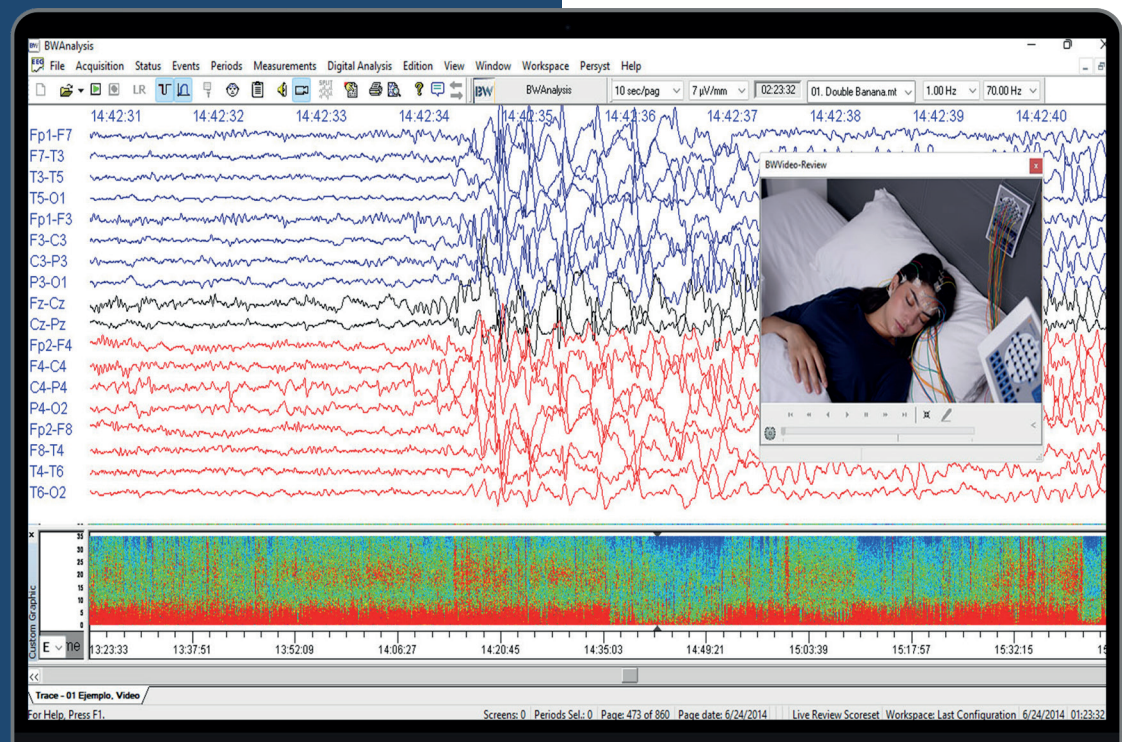 BW BWAnalysis
EEG File Acquisition Status Events Periods Measurements Digital Analysis Edition View Window Workspace Persyst Help
LR SPLIT BW BWAnalysis 10 sec/pag 7 µV/mm 02:23:32 01. Double Banana.mt 1.00 Hz 70.00 Hz
14:42:31 14:42:32 14:42:33 14:42:34 14:42:35 14:42:36 14:42:37 14:42:38 14:42:39 14:42:40
Fp1-F7
F7-T3
T3-T5
T5-O1
Fp1-F3
F3-C3
C3-P3
P3-O1
Fz-Cz
Cz-Pz
Fp2-F4
F4-C4
C4-P4
P4-O2
Fp2-F8
F8-T4
T4-T6
T6-O2
BWVideo-Review
Custom Graphic
35
30
25
20
15
10
5
0
E ne
13:23:33 13:37:51 13:52:09 14:06:27 14:20:45 14:35:03 14:49:21 15:03:39 15:17:57 15:32:15 15
Trace - 01 Ejemplo, Video
For Help, Press F1. Screens: 0 Periods Sel.: 0 Page: 473 of 860 Page date: 6/24/2014 Live Review Scoreset Workspace: Last Configuration 6/24/2014 01:23:32